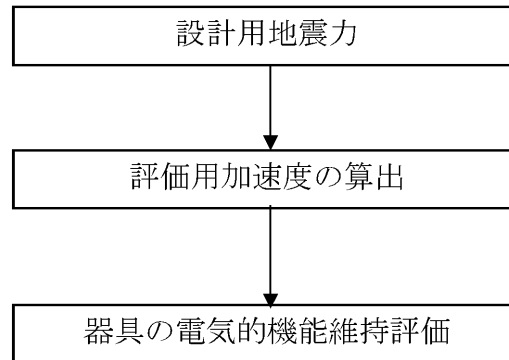 設計用地震力
評価用加速度の算出
器具の電気的機能維持評価